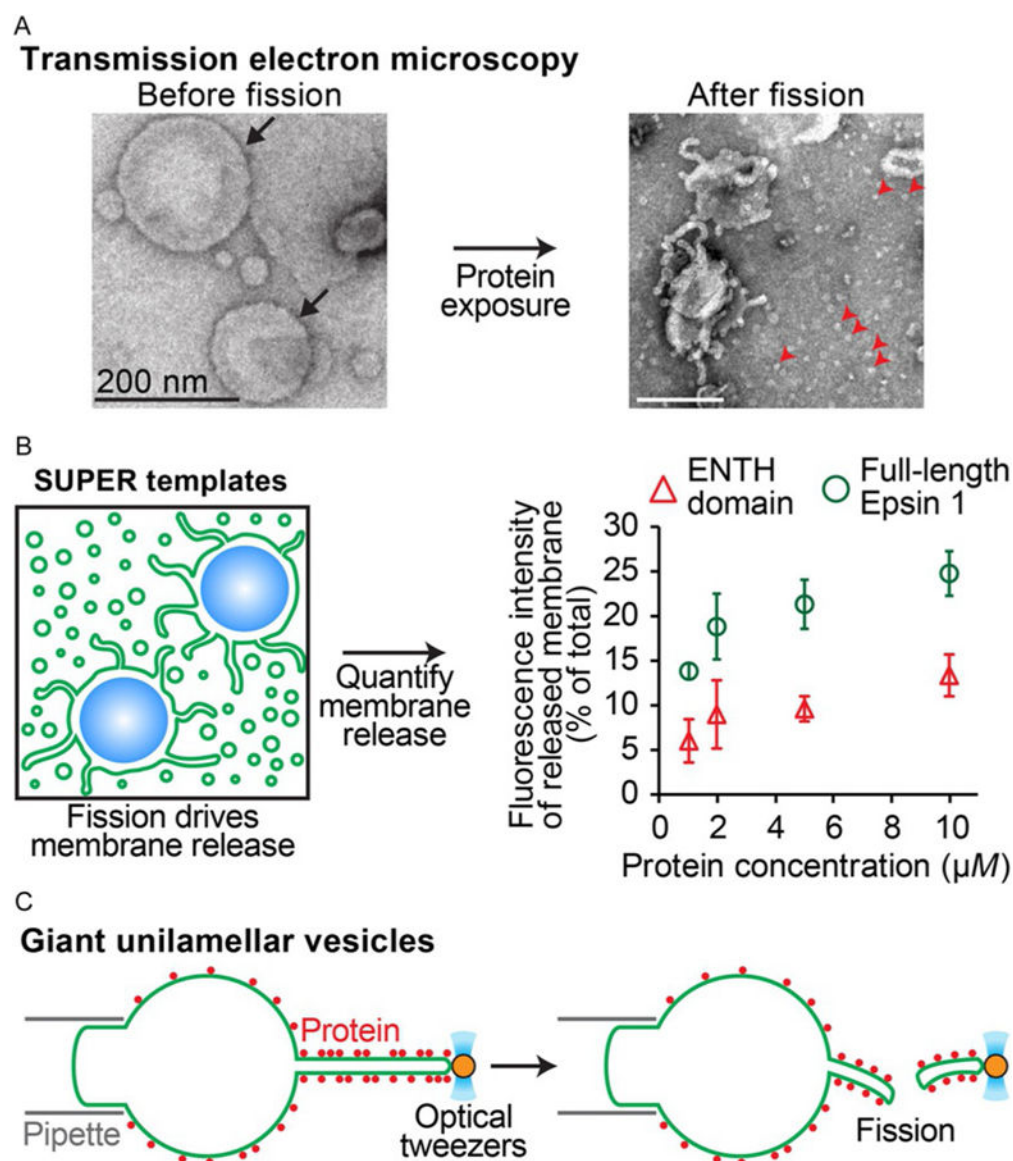 A
Transmission electron microscopy
Before fission
After fission
200 nm
Protein
exposure
B
SUPER templates
Fission drives
membrane release
Quantify
membrane
release
ENTH
domain
Full-length
Epsin 1
Fluorescence intensity
of released membrane
(% of total)
30
25
20
15
10
5
0
0 2 4 6 8 10
Protein concentration (µM)
C
Giant unilamellar vesicles
Protein
Pipette
Optical
tweezers
Fission